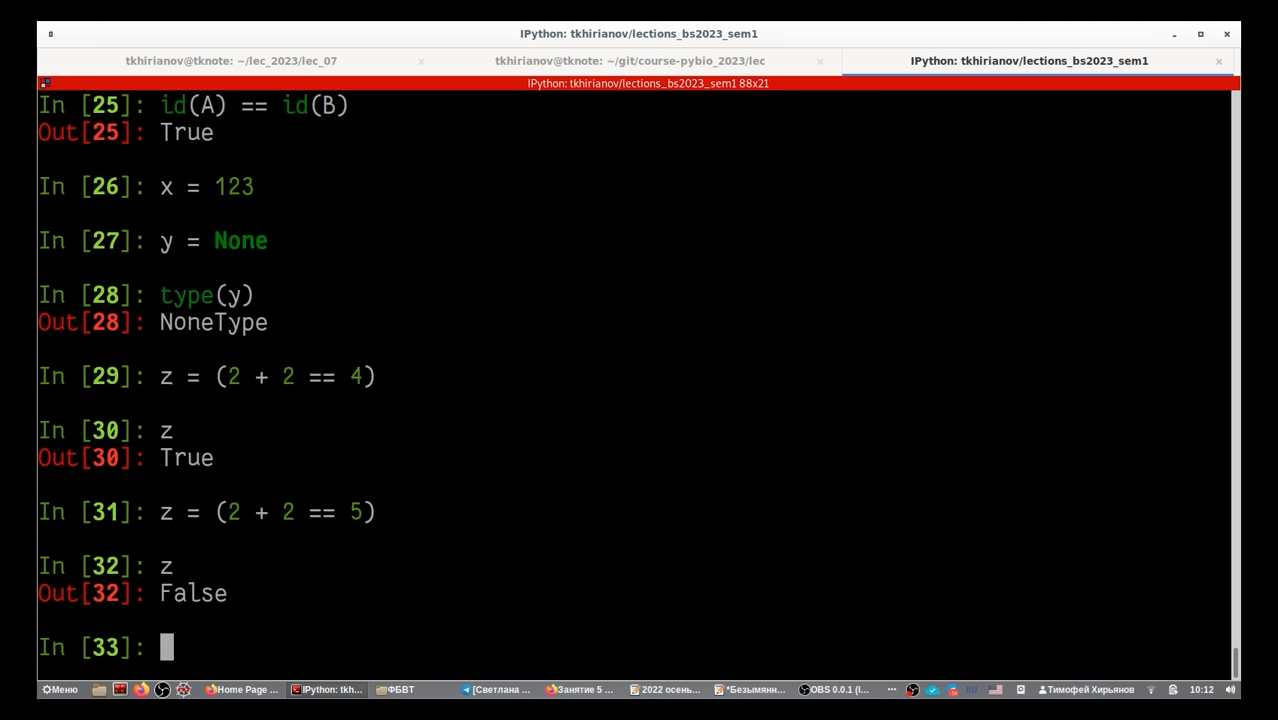 IPython: tkhirianov/lections_bs2023_sem1
tkhirianov@tknote: ~/lec_2023/lec_07
tkhirianov@tknote: ~/git/course-pybio_2023/lec
IPython: tkhirianov/lections_bs2023_sem1
IPython: tkhirianov/lections_bs2023_sem1 88x21
In [25]: id(A) == id(B)
Out[25]: True
In [26]: x = 123
In [27]: y = None
In [28]: type(y)
Out[28]: NoneType
In [29]: z = (2 + 2 == 4)
In [30]: z
Out[30]: True
In [31]: z = (2 + 2 == 5)
In [32]: z
Out[32]: False
In [33]:
Меню Home Page ... IPython: tkh... ФБВТ [Светлана ... Занятие 5 ... 2022 осень... *Безымянн... OBS 0.0.1 (l... ... RU Тимофей Хирьянов 10:12